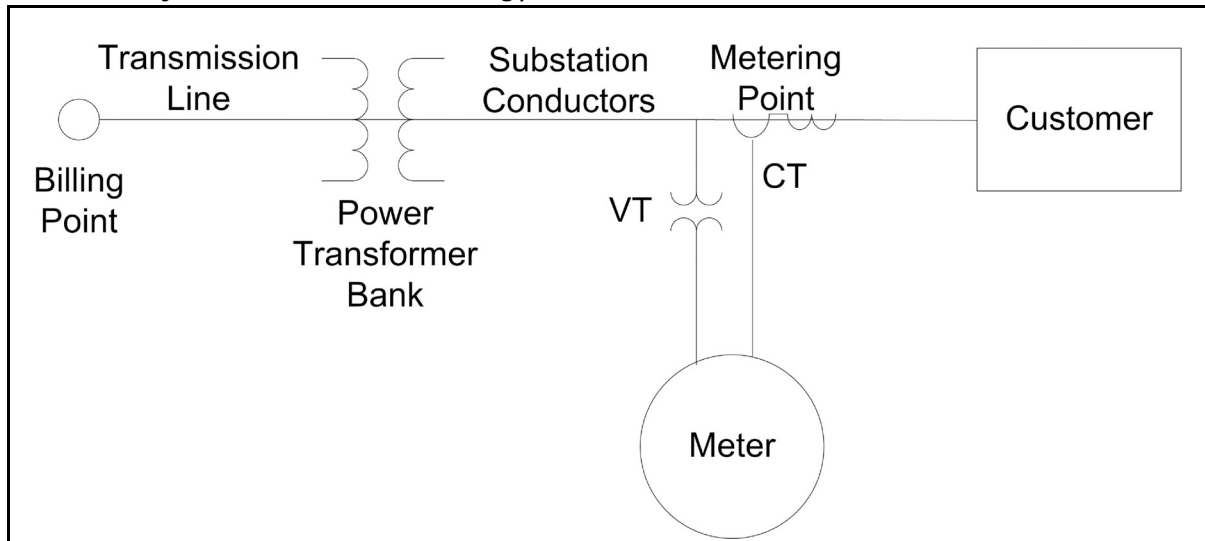 Transmission
Line
Substation
Conductors
Metering
Point
Customer
Billing
Point
Power
Transformer
Bank
VT
CT
Meter